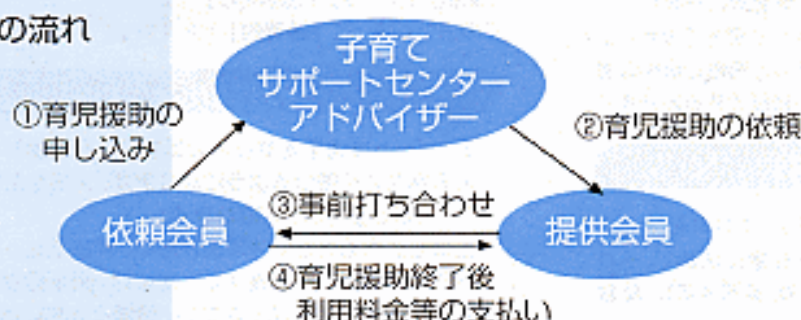 の流れ
子育て
サポートセンター
アドバイザー
①育児援助の
申し込み
②育児援助の依頼
依頼会員
③事前打ち合わせ
提供会員
④育児援助終了後
利用料金等の支払い